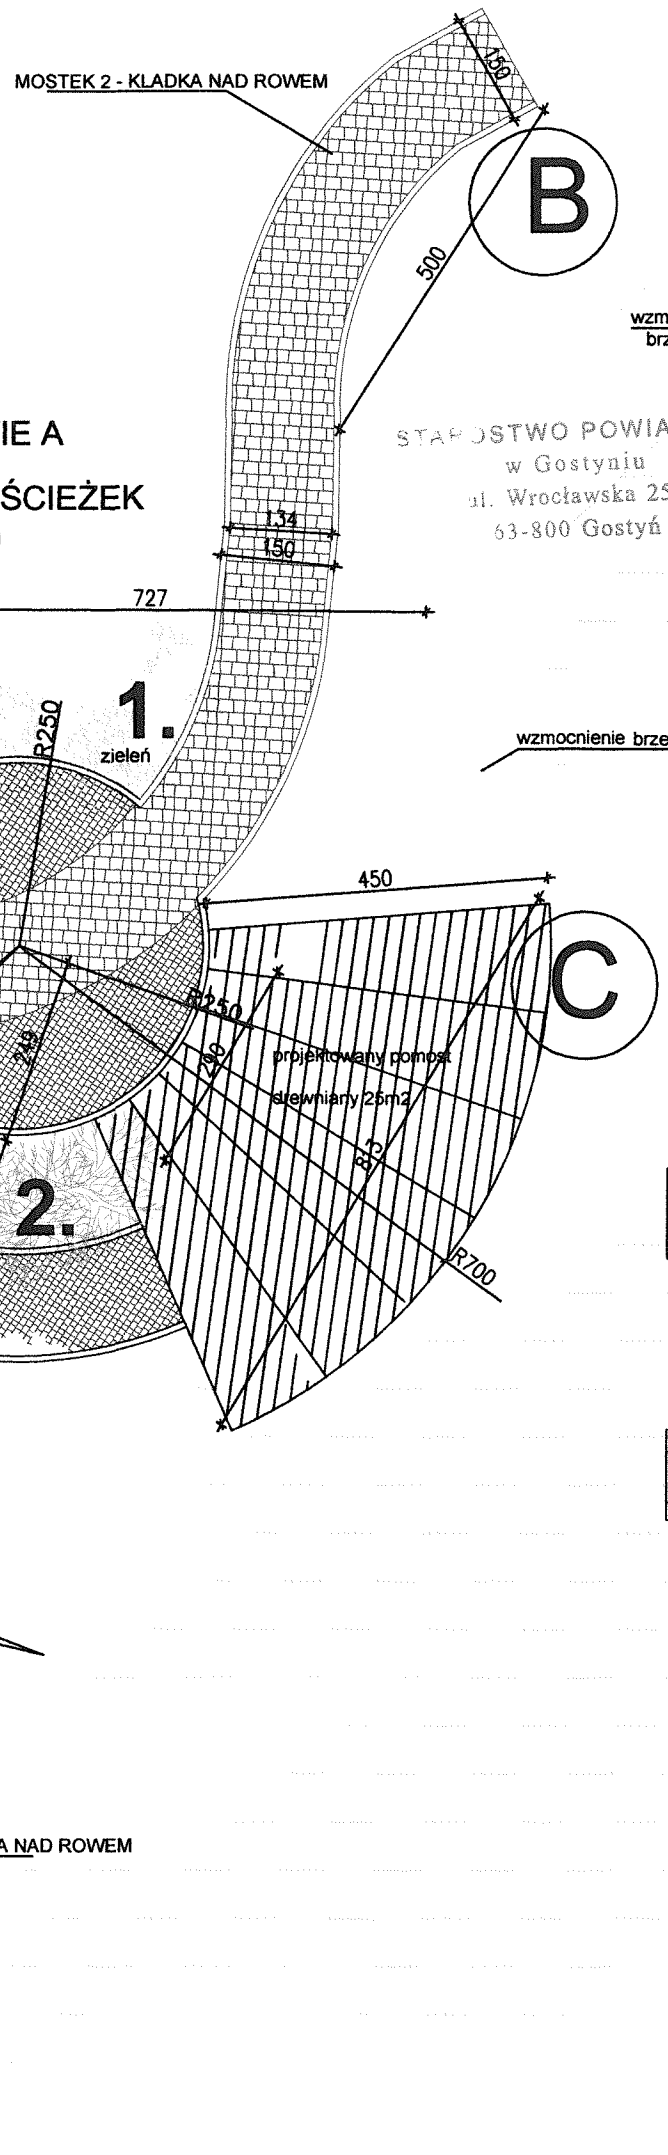 MOSTEK 2 - KLADKA NAD ROWEM
150
B
500
wzm
brz
IE A
STAROSTWO POWIA
w Gostyniu
ul. Wrocławska 25
63-800 Gostyń
ŚCIEŻEK
134
150
727
R250
1.
zieleń
wzmocnienie brze
450
C
R250
249
290
projektowany pomost
drewniany 25m2
813
2.
R700
A NAD ROWEM